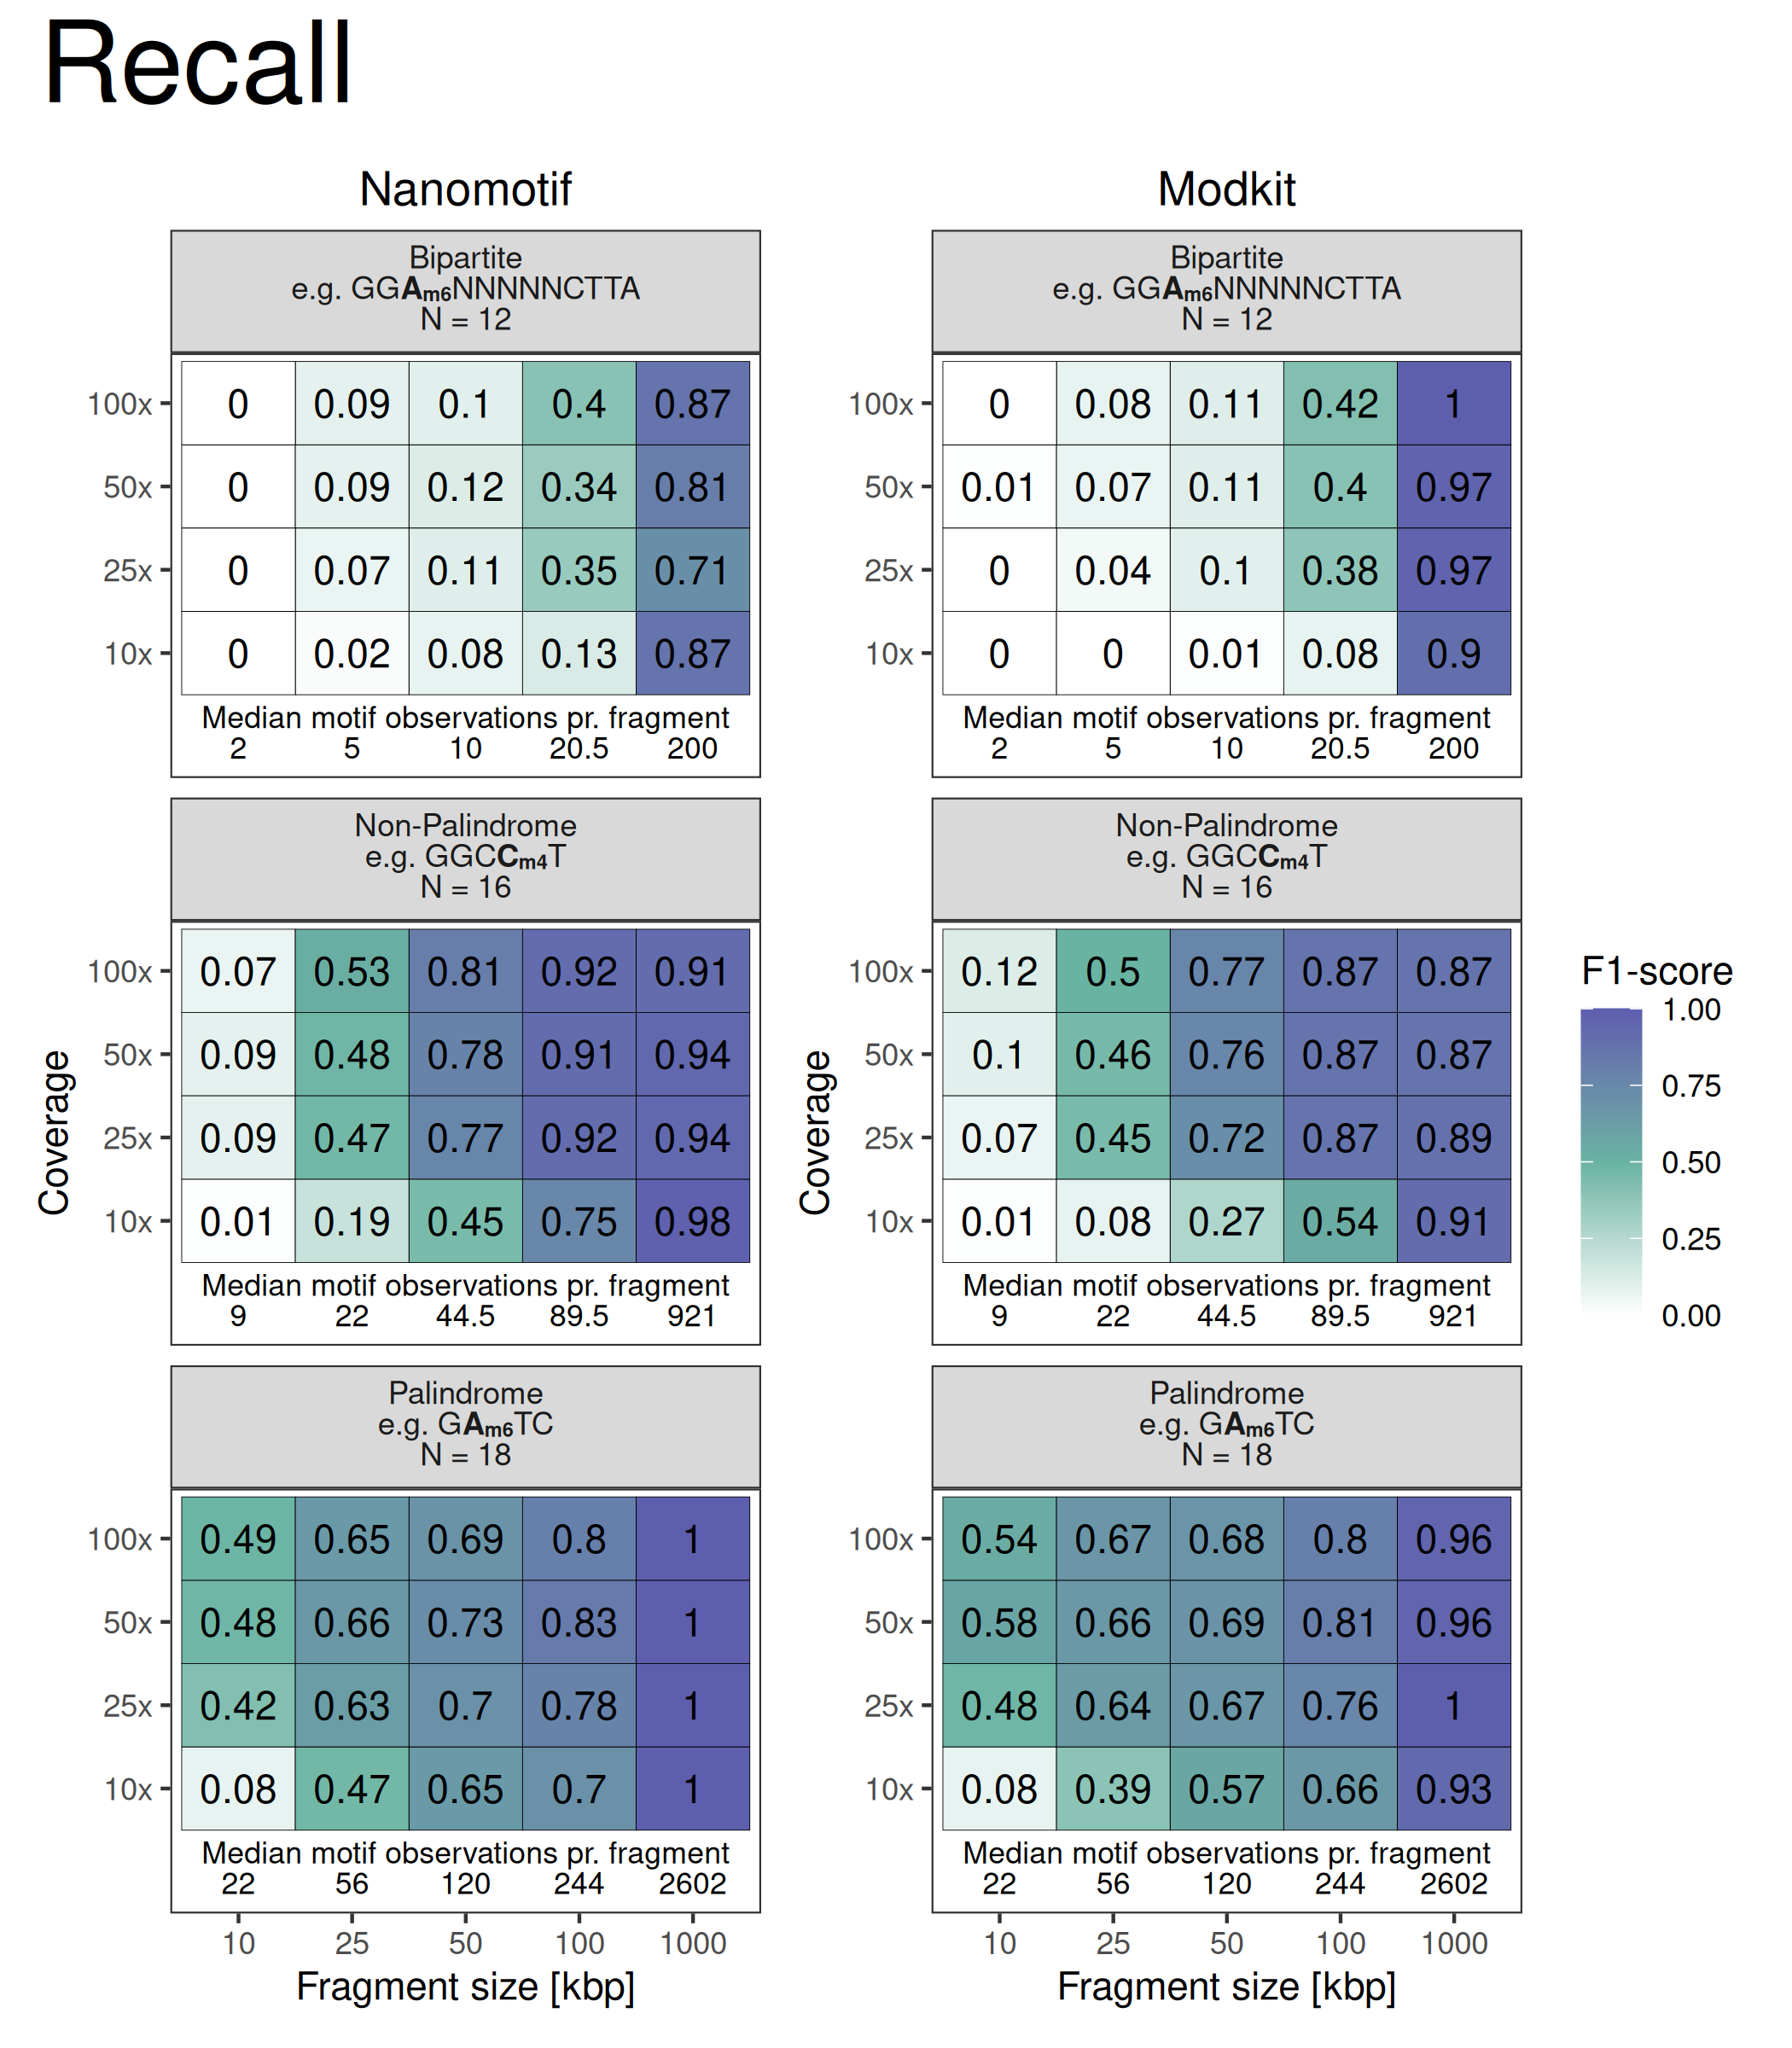 Recall
Nanomotif
Bipartite
e.g. GGAm6NNNNNCTTA
N = 12
100x 0 0.09 0.1 0.4 0.87
50x 0 0.09 0.12 0.34 0.81
25x 0 0.07 0.11 0.35 0.71
10x 0 0.02 0.08 0.13 0.87
Median motif observations pr. fragment
2 5 10 20.5 200
Non-Palindrome
e.g. GGCCm4T
N = 16
Coverage
100x 0.07 0.53 0.81 0.92 0.91
50x 0.09 0.48 0.78 0.91 0.94
25x 0.09 0.47 0.77 0.92 0.94
10x 0.01 0.19 0.45 0.75 0.98
Median motif observations pr. fragment
9 22 44.5 89.5 921
Palindrome
e.g. GAm6TC
N = 18
100x 0.49 0.65 0.69 0.8 1
50x 0.48 0.66 0.73 0.83 1
25x 0.42 0.63 0.7 0.78 1
10x 0.08 0.47 0.65 0.7 1
Median motif observations pr. fragment
22 56 120 244 2602
10 25 50 100 1000
Fragment size [kbp]
Modkit
Bipartite
e.g. GGAm6NNNNNCTTA
N = 12
100x 0 0.08 0.11 0.42 1
50x 0.01 0.07 0.11 0.4 0.97
25x 0 0.04 0.1 0.38 0.97
10x 0 0 0.01 0.08 0.9
Median motif observations pr. fragment
2 5 10 20.5 200
Non-Palindrome
e.g. GGCCm4T
N = 16
Coverage
100x 0.12 0.5 0.77 0.87 0.87
50x 0.1 0.46 0.76 0.87 0.87
25x 0.07 0.45 0.72 0.87 0.89
10x 0.01 0.08 0.27 0.54 0.91
Median motif observations pr. fragment
9 22 44.5 89.5 921
Palindrome
e.g. GAm6TC
N = 18
100x 0.54 0.67 0.68 0.8 0.96
50x 0.58 0.66 0.69 0.81 0.96
25x 0.48 0.64 0.67 0.76 1
10x 0.08 0.39 0.57 0.66 0.93
Median motif observations pr. fragment
22 56 120 244 2602
10 25 50 100 1000
Fragment size [kbp]
F1-score
1.00
0.75
0.50
0.25
0.00